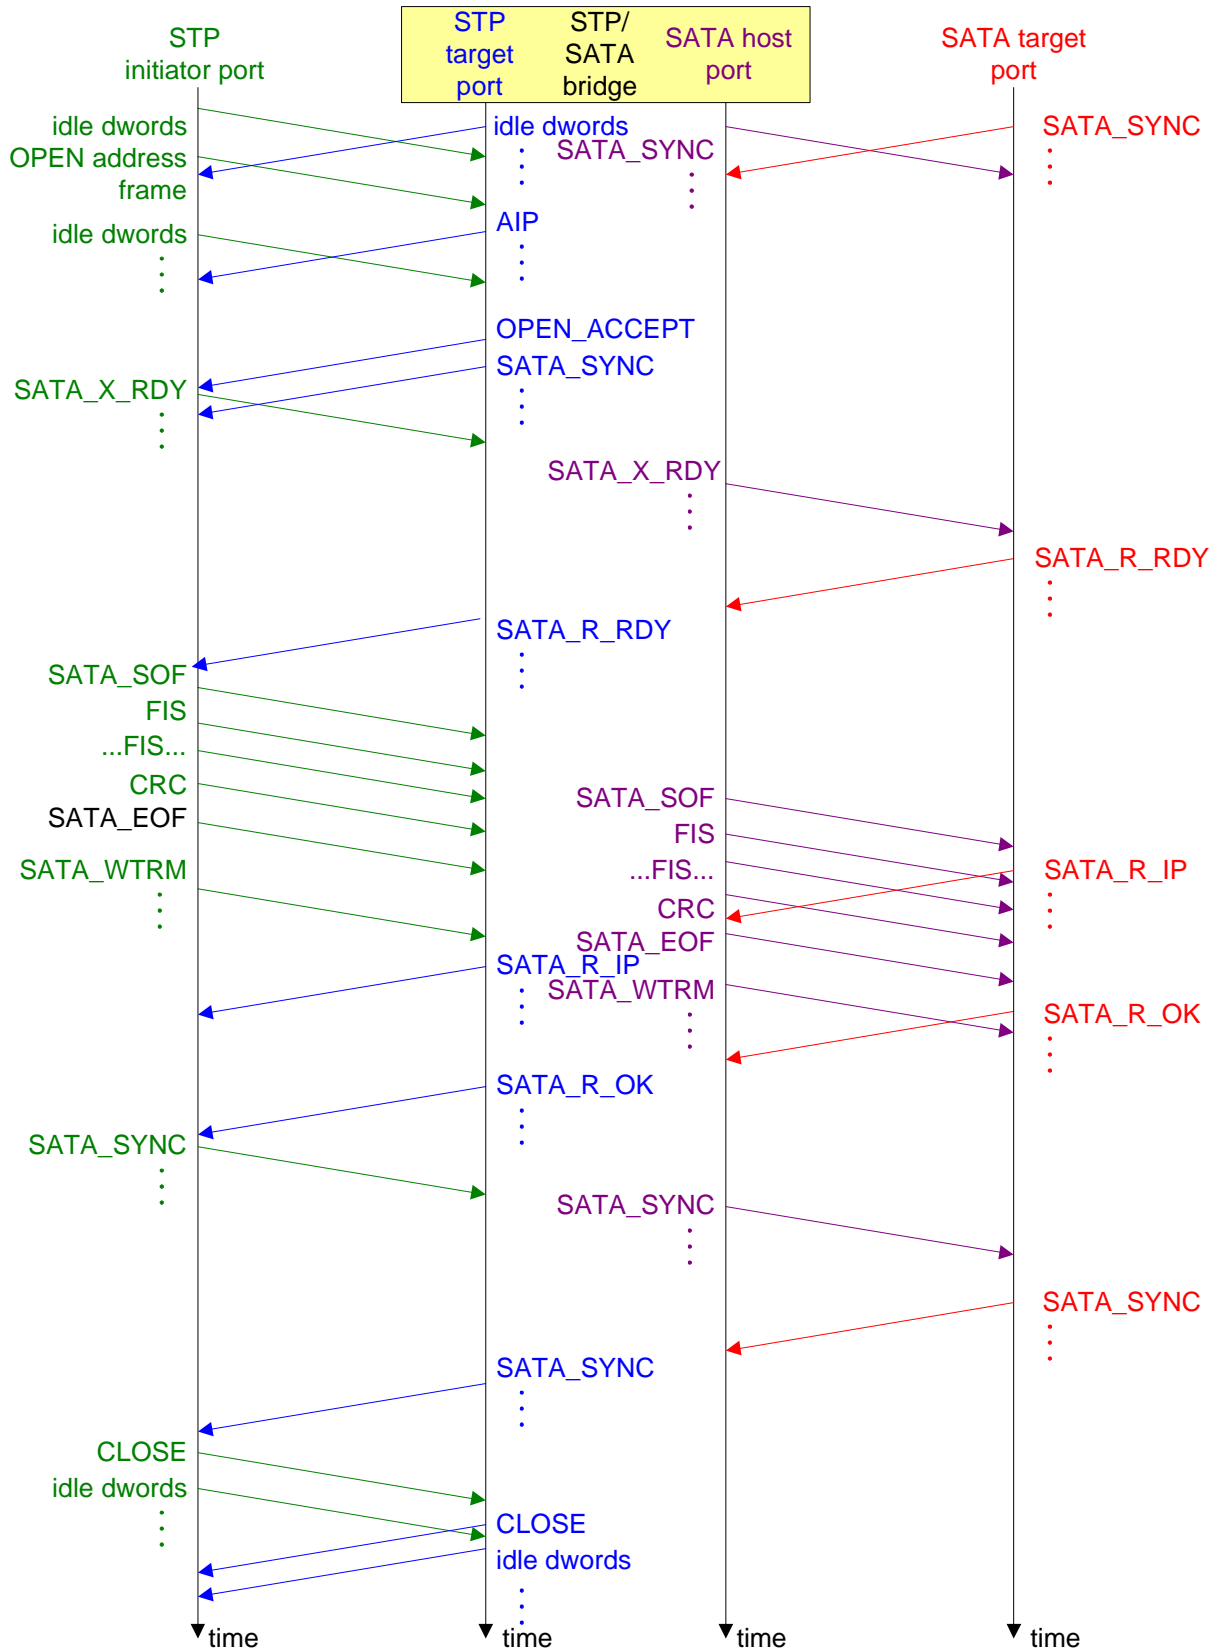 STP
initiator port
STP
target
port
STP/
SATA
bridge
SATA host
port
SATA target
port
idle dwords
idle dwords
SATA_SYNC
SATA_SYNC
OPEN address
frame
AIP
idle dwords
OPEN_ACCEPT
SATA_SYNC
SATA_X_RDY
SATA_X_RDY
SATA_R_RDY
SATA_R_RDY
SATA_SOF
FIS
...FIS...
CRC
SATA_SOF
SATA_EOF
FIS
SATA_WTRM
...FIS...
SATA_R_IP
CRC
SATA_EOF
SATA_R_IP
SATA_WTRM
SATA_R_OK
SATA_R_OK
SATA_SYNC
SATA_SYNC
SATA_SYNC
SATA_SYNC
CLOSE
idle dwords
CLOSE
idle dwords
time
time
time
time